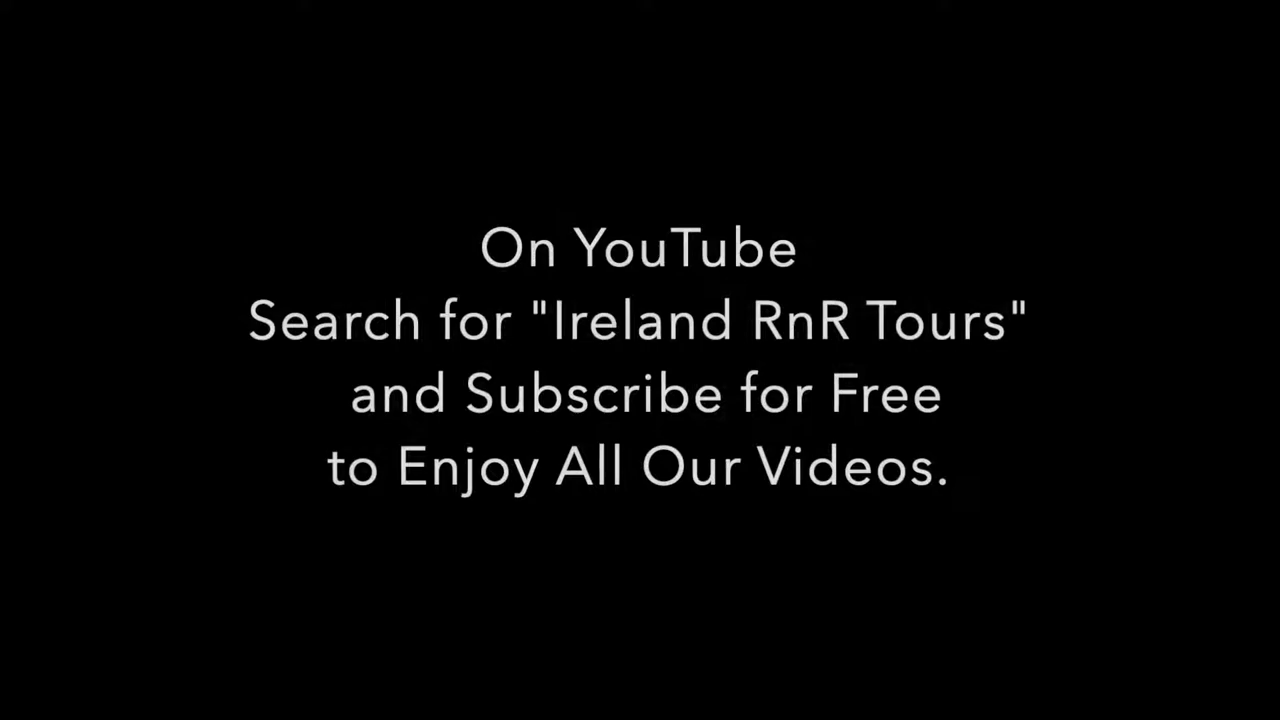 On YouTube
Search for "Ireland RnR Tours"
and Subscribe for Free
to Enjoy All Our Videos.